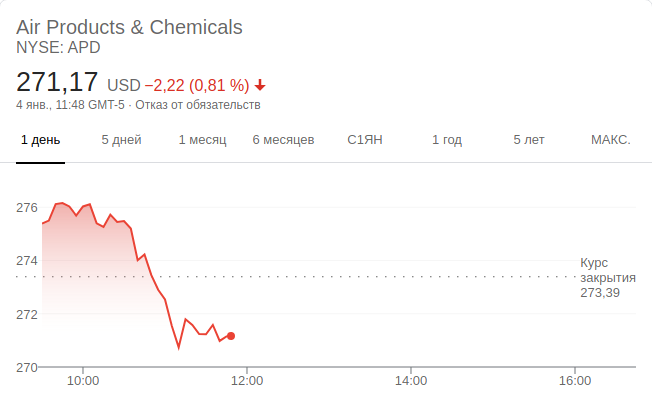 Air Products & Chemicals
NYSE: APD
271,17 USD −2,22 (0,81 %)
4 янв., 11:48 GMT-5 · Отказ от обязательств
1 день 5 дней 1 месяц 6 месяцев С1ЯН 1 год 5 лет МАКС.
276
274
Курс
закрытия
273,39
272
270
10:00 12:00 14:00 16:00